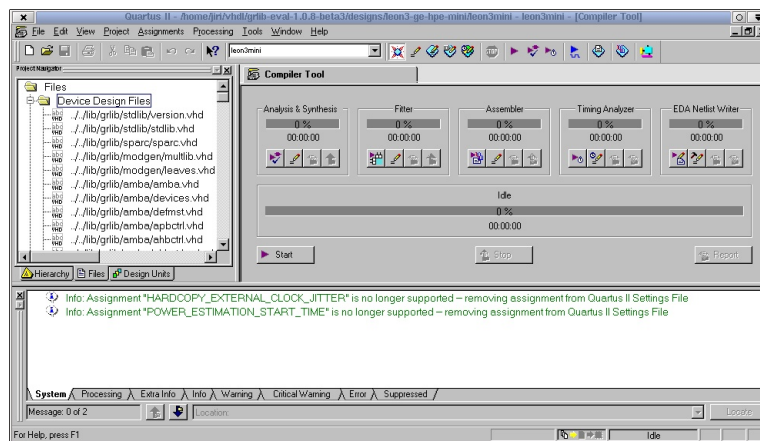 Quartus II - /home/jiri/vhdl/grlib-eval-1.0.8-beta3/designs/leon3-ge-hpe-mini/leon3mini - leon3mini - [Compiler Tool]
File Edit View Project Assignments Processing Tools Window Help
leon3mini
Project Navigator
Files
Device Design Files
../../lib/grlib/stdlib/version.vhd
../../lib/grlib/stdlib/stdlib.vhd
../../lib/grlib/sparc/sparc.vhd
../../lib/grlib/modgen/multlib.vhd
../../lib/grlib/modgen/leaves.vhd
../../lib/grlib/amba/amba.vhd
../../lib/grlib/amba/devices.vhd
../../lib/grlib/amba/defmst.vhd
../../lib/grlib/amba/apbctrl.vhd
../../lib/grlib/amba/ahbctrl.vhd
Hierarchy Files Design Units
Compiler Tool
Analysis & Synthesis Fitter Assembler Timing Analyzer EDA Netlist Writer
0 % 0 % 0 % 0 % 0 %
00:00:00 00:00:00 00:00:00 00:00:00 00:00:00
Idle
0 %
00:00:00
Start Stop Report
Info: Assignment "HARDCOPY_EXTERNAL_CLOCK_JITTER" is no longer supported -- removing assignment from Quartus II Settings File
Info: Assignment "POWER_ESTIMATION_START_TIME" is no longer supported -- removing assignment from Quartus II Settings File
System Processing Extra Info Info Warning Critical Warning Error Suppressed
Message: 0 of 2 Location: Locate
For Help, press F1 Idle